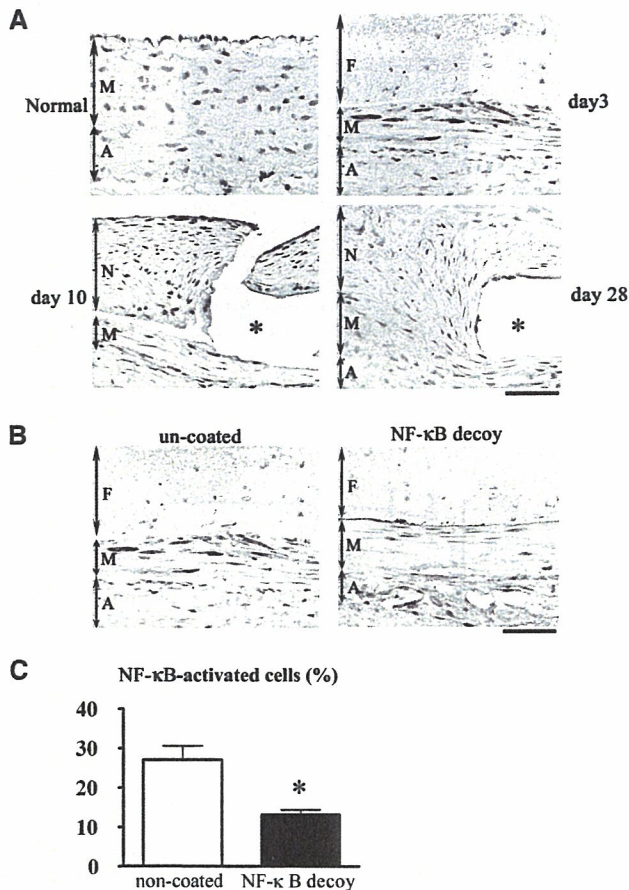 A
Normal
M
A
F
M
A
day3
day 10
N
M
*
N
M
A
*
day 28
B
un-coated
NF-κB decoy
F
M
A
F
M
A
C
NF-κB-activated cells (%)
40
30
20
10
0
*
non-coated NF-κ B decoy